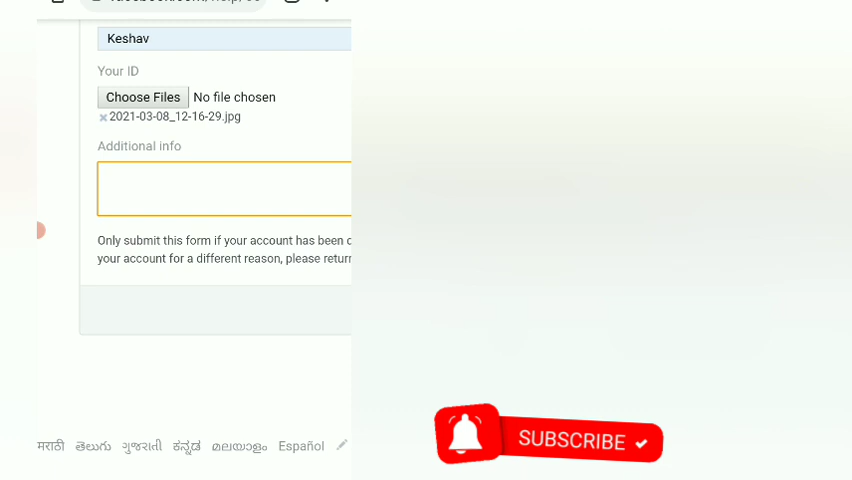 Keshav
Your ID
Choose Files No file chosen
2021-03-08_12-16-29.jpg
Additional info
Only submit this form if your account has been
your account for a different reason, please return
मराठी తెలుగు ગુજરાતી ಕನ್ನಡ മലയാളം Español
SUBSCRIBE